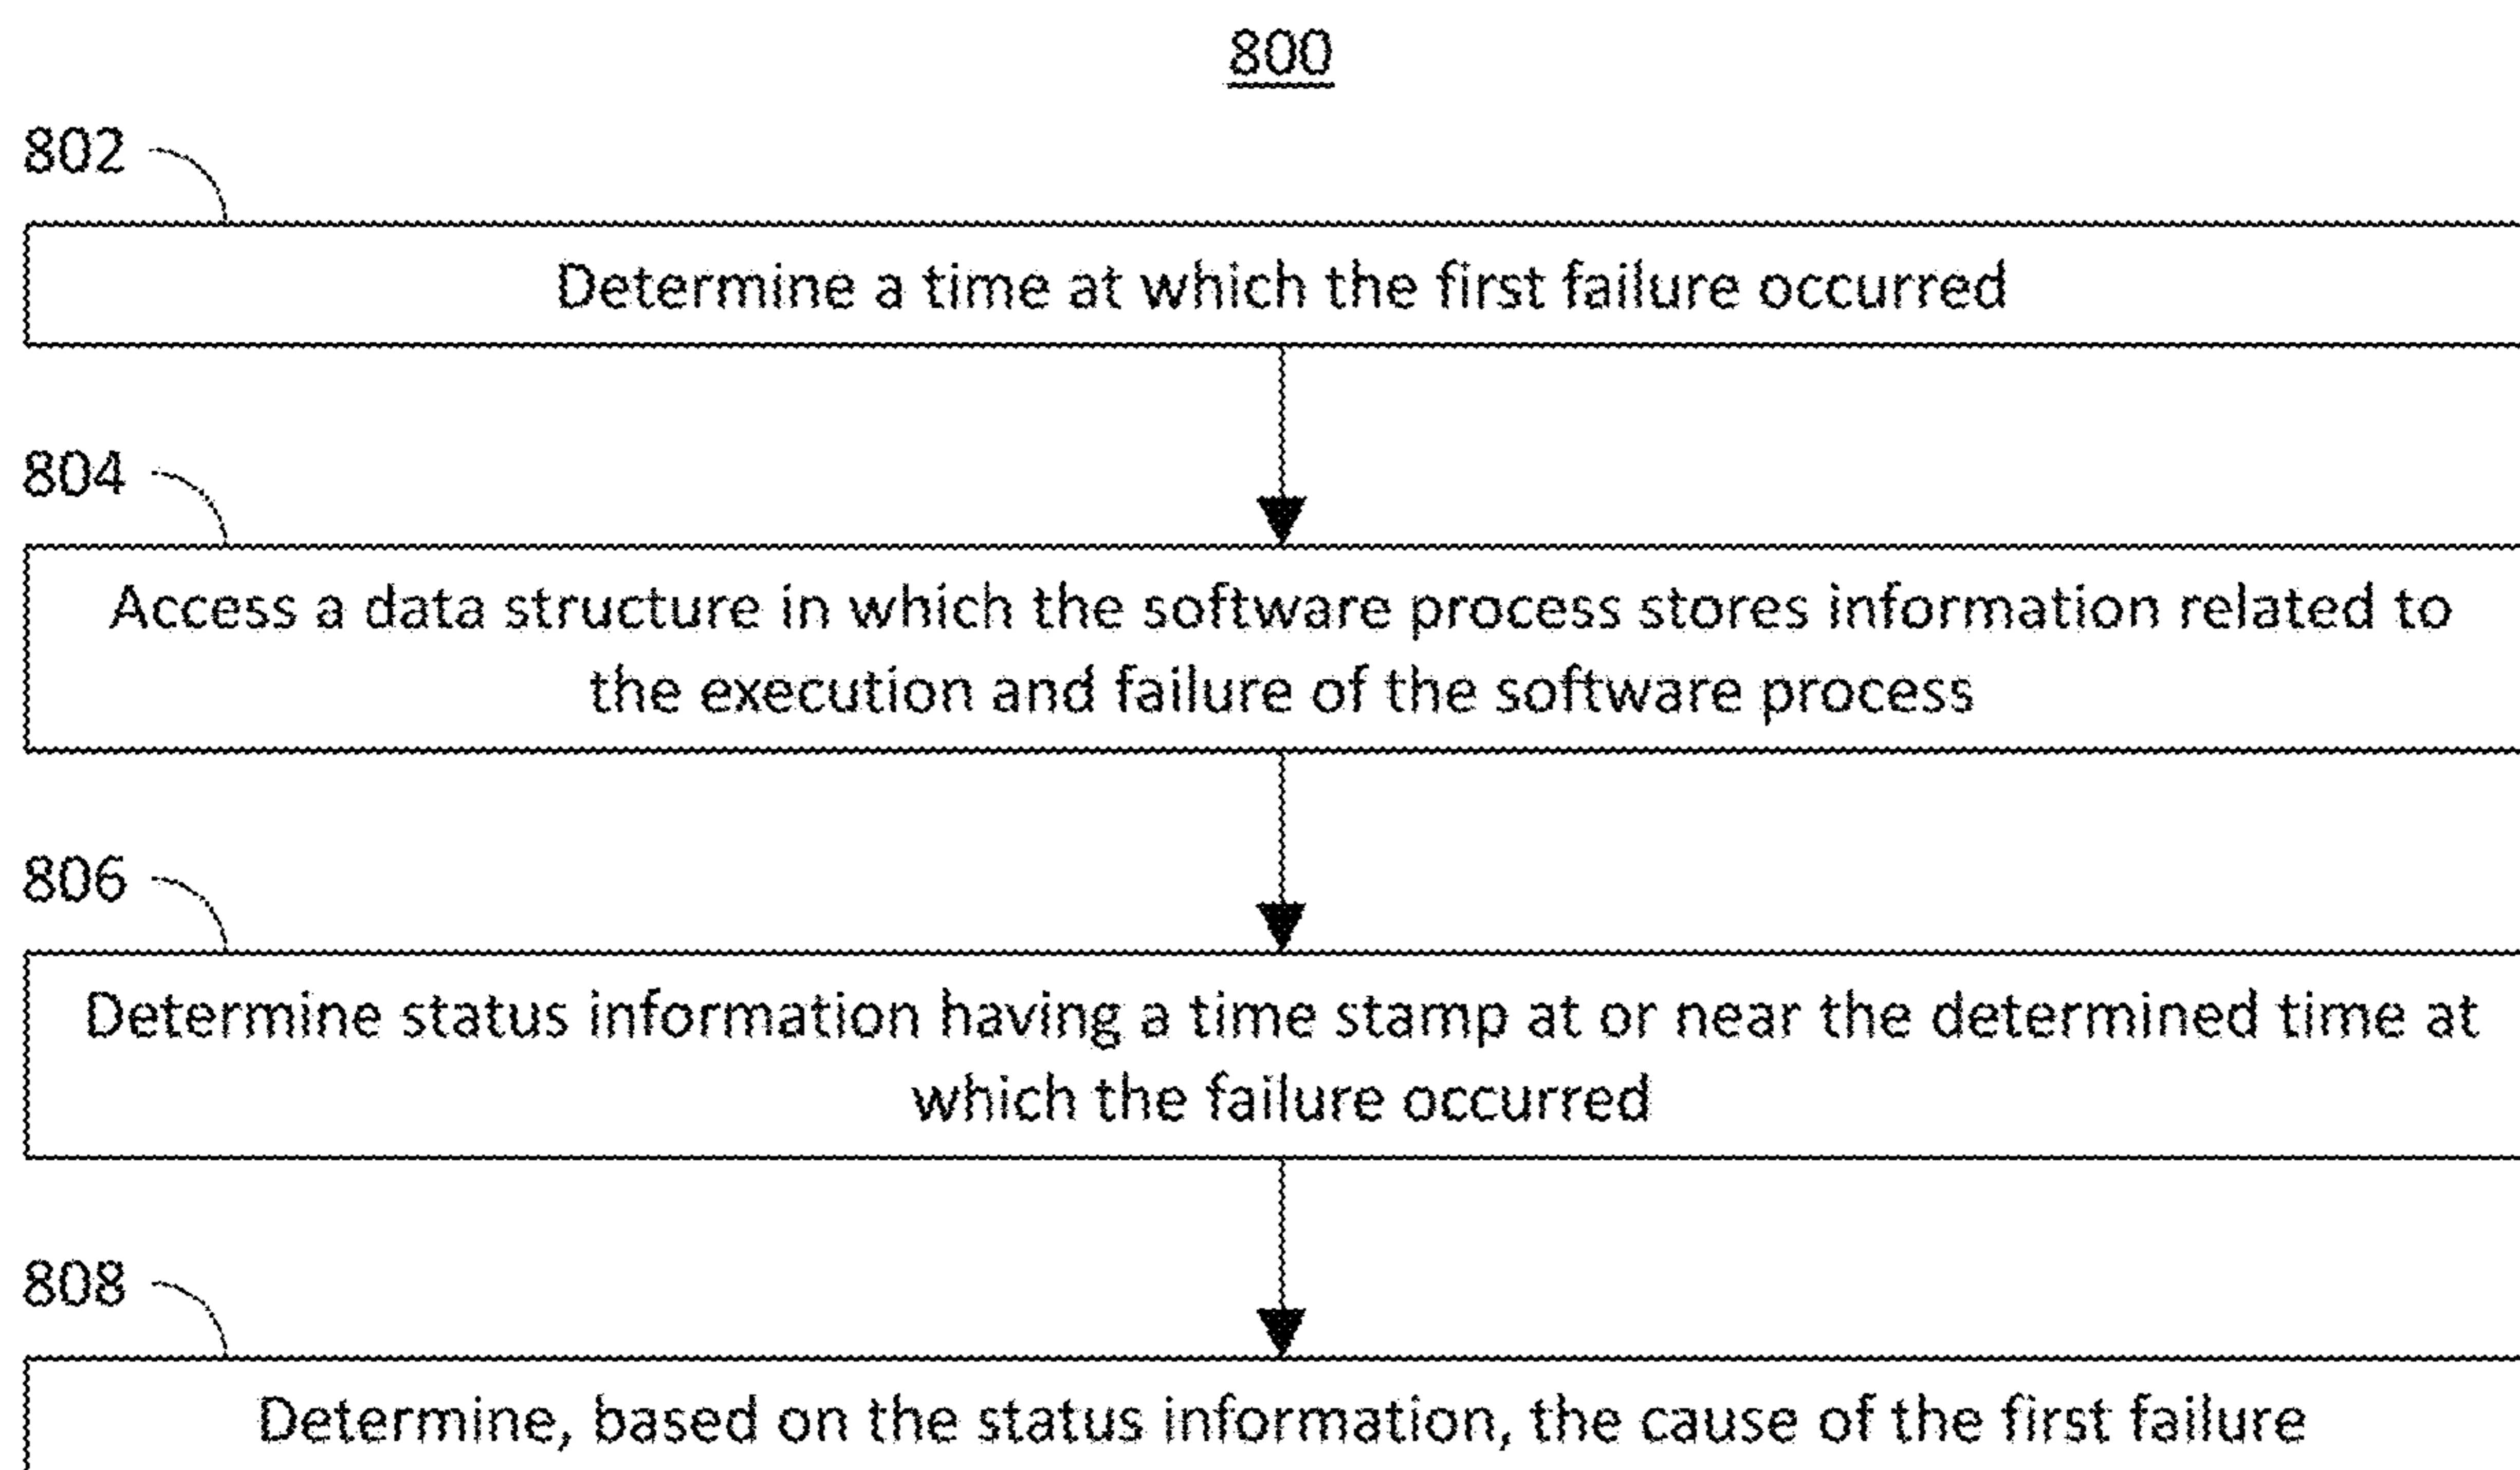 800
802
Determine a time at which the first failure occurred
804
Access a data structure in which the software process stores information related to
the execution and failure of the software process
806
Determine status information having a time stamp at or near the determined time at
which the failure occurred
808
Determine, based on the status information, the cause of the first failure